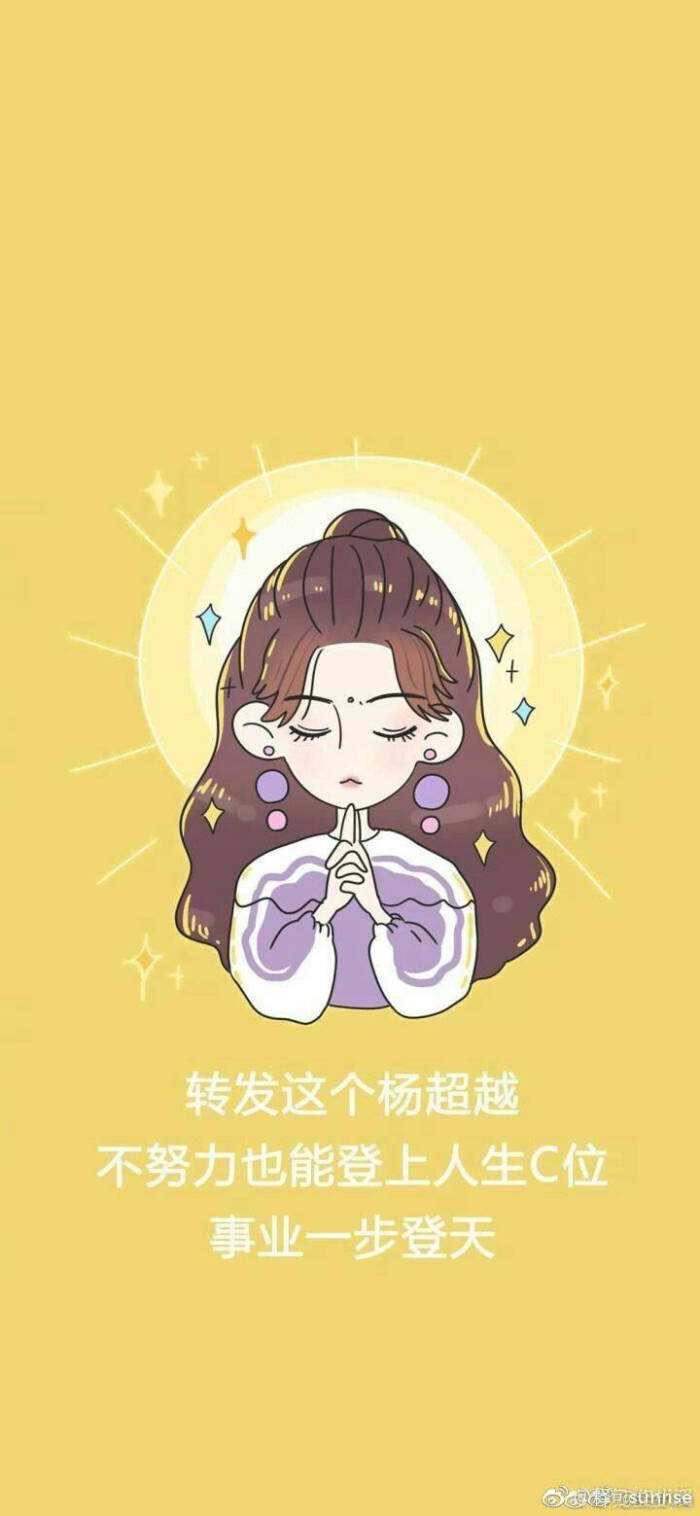 转发这个杨超越
不努力也能登上人生C位
事业一步登天